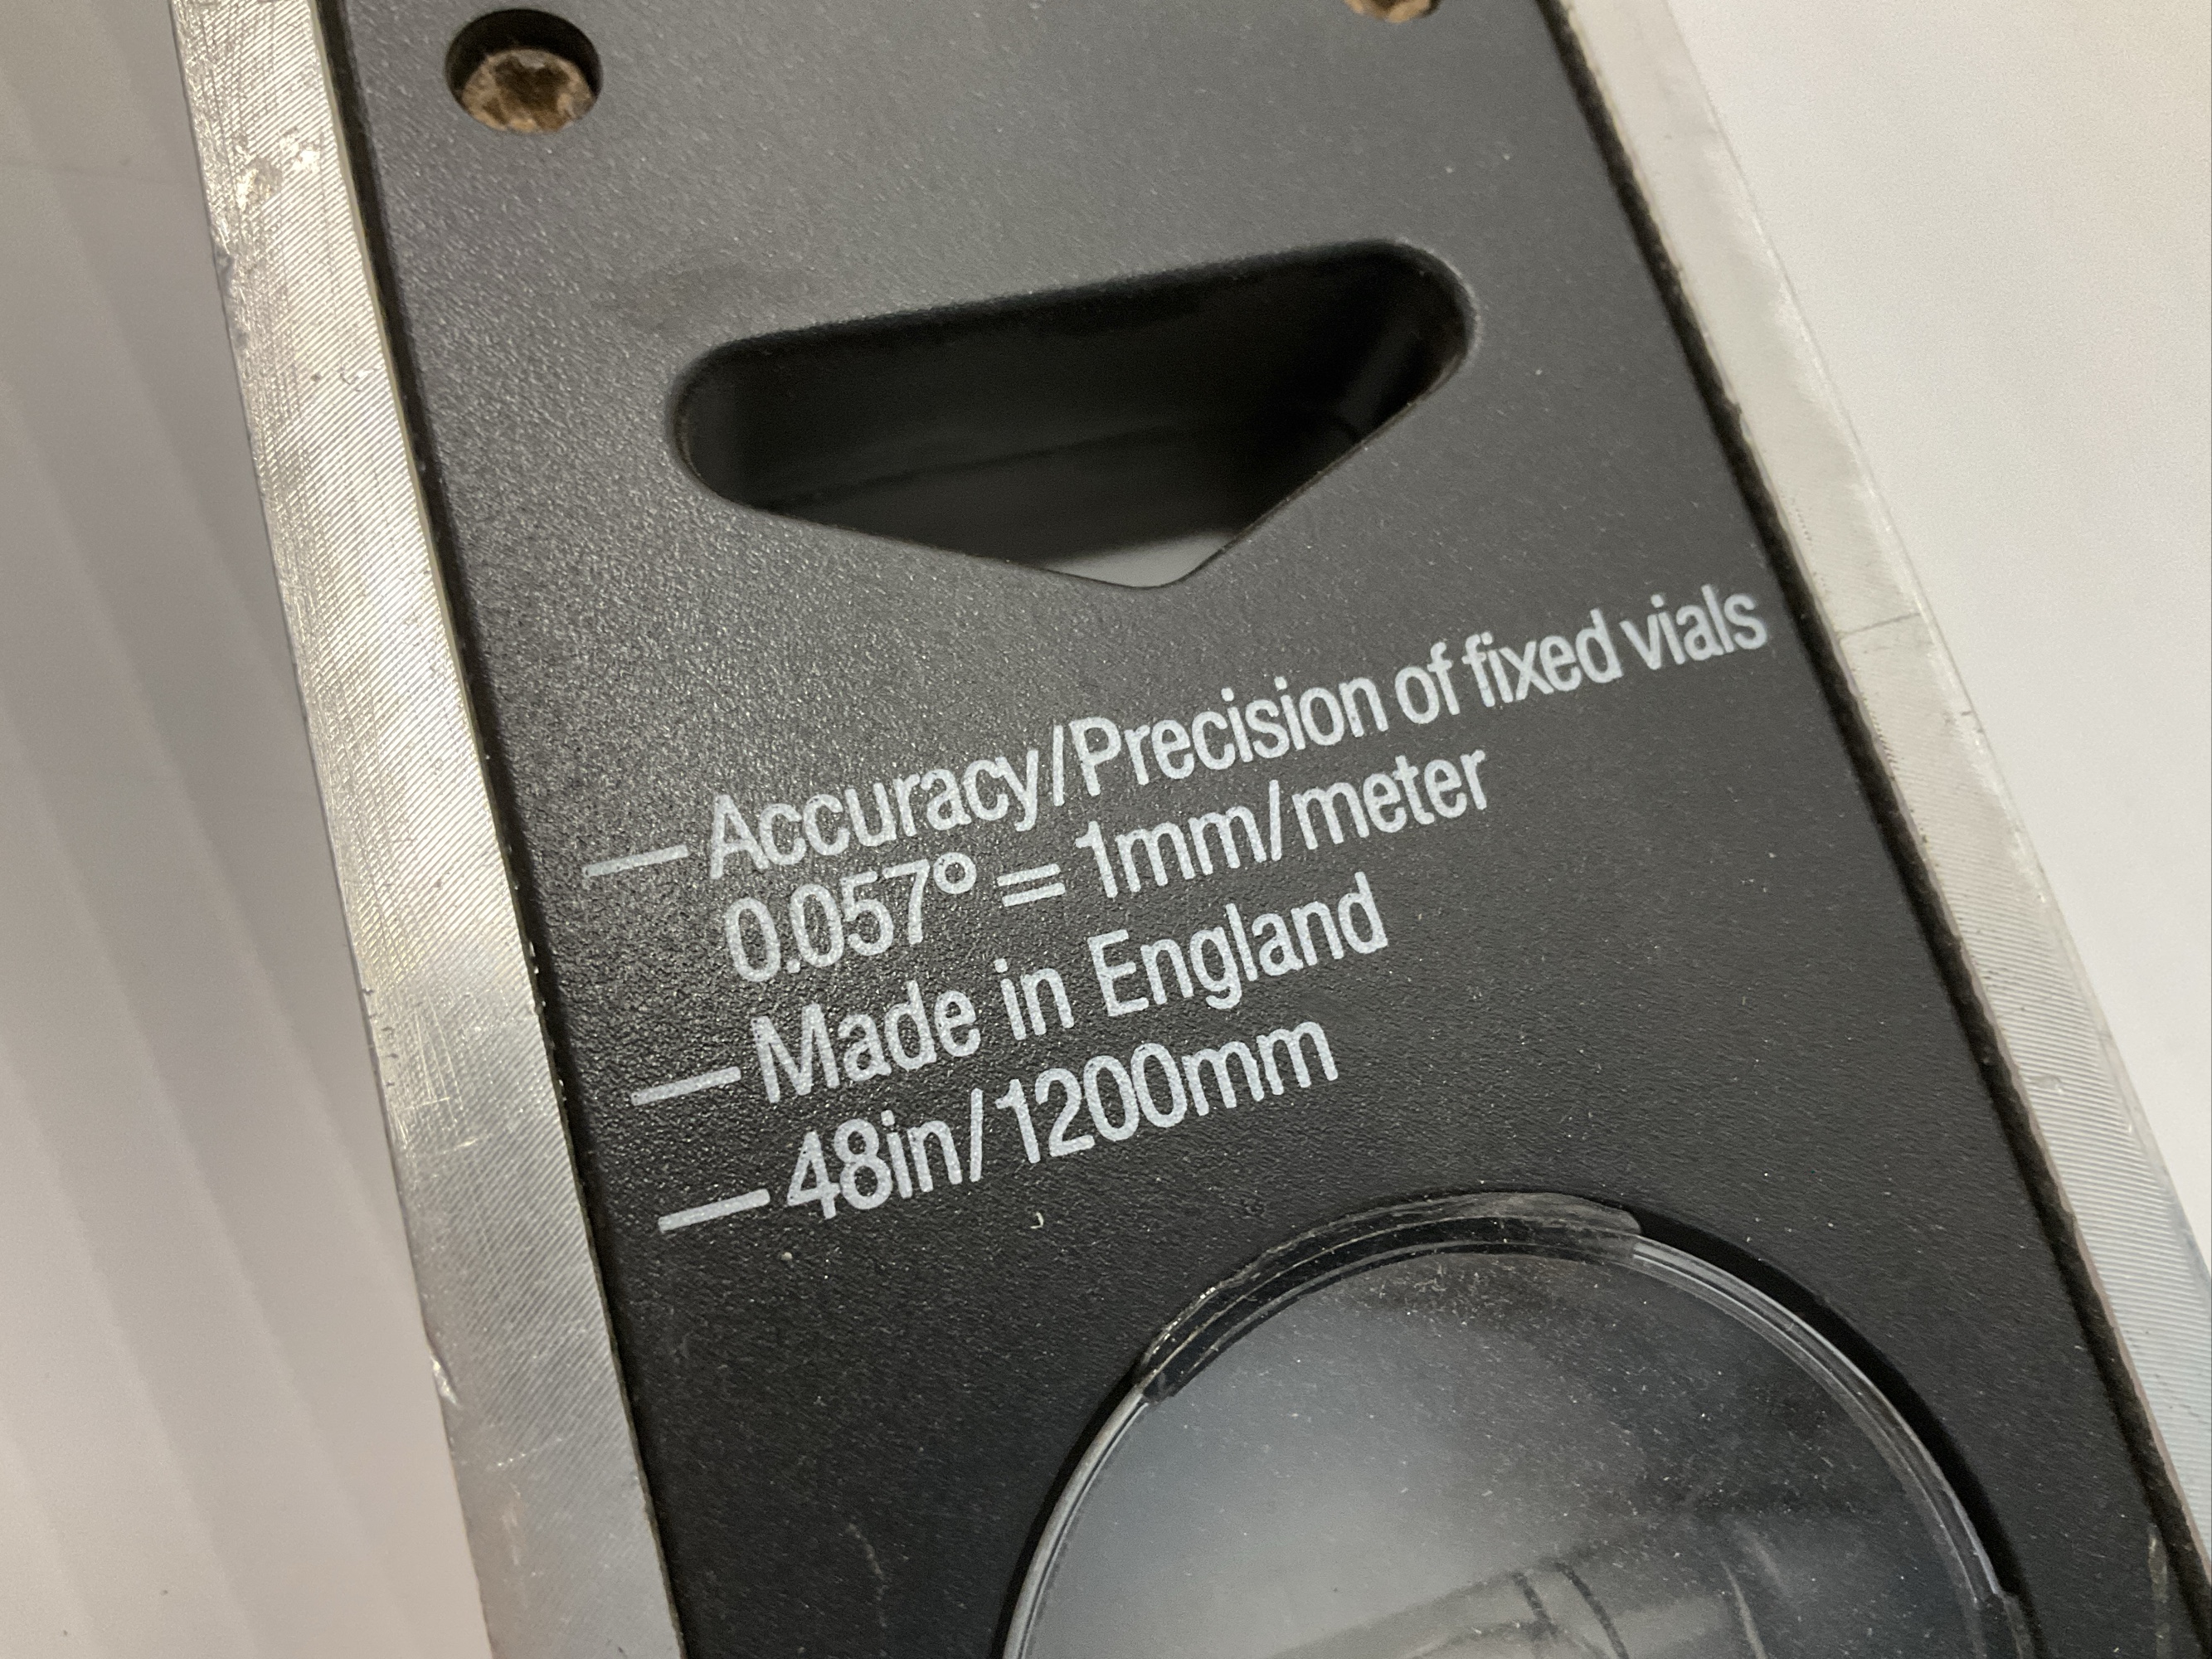 — Accuracy/Precision of fixed vials
0.057° = 1mm/meter
— Made in England
— 48in/1200mm